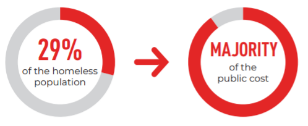 29%
of the homeless
population
MAJORITY
of the
public cost